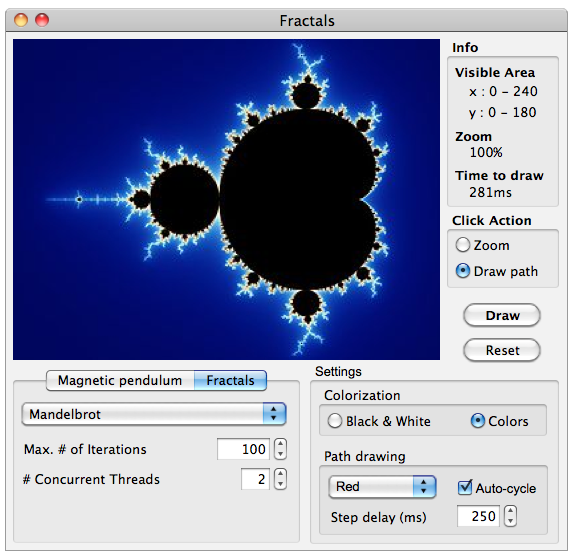 Fractals
Info
Visible Area
x : 0 – 240
y : 0 – 180
Zoom
100%
Time to draw
281ms
Click Action
Zoom
Draw path
Draw
Reset
Magnetic pendulum Fractals
Mandelbrot
Max. # of Iterations 100
# Concurrent Threads 2
Settings
Colorization
Black & White Colors
Path drawing
Red Auto-cycle
Step delay (ms) 250